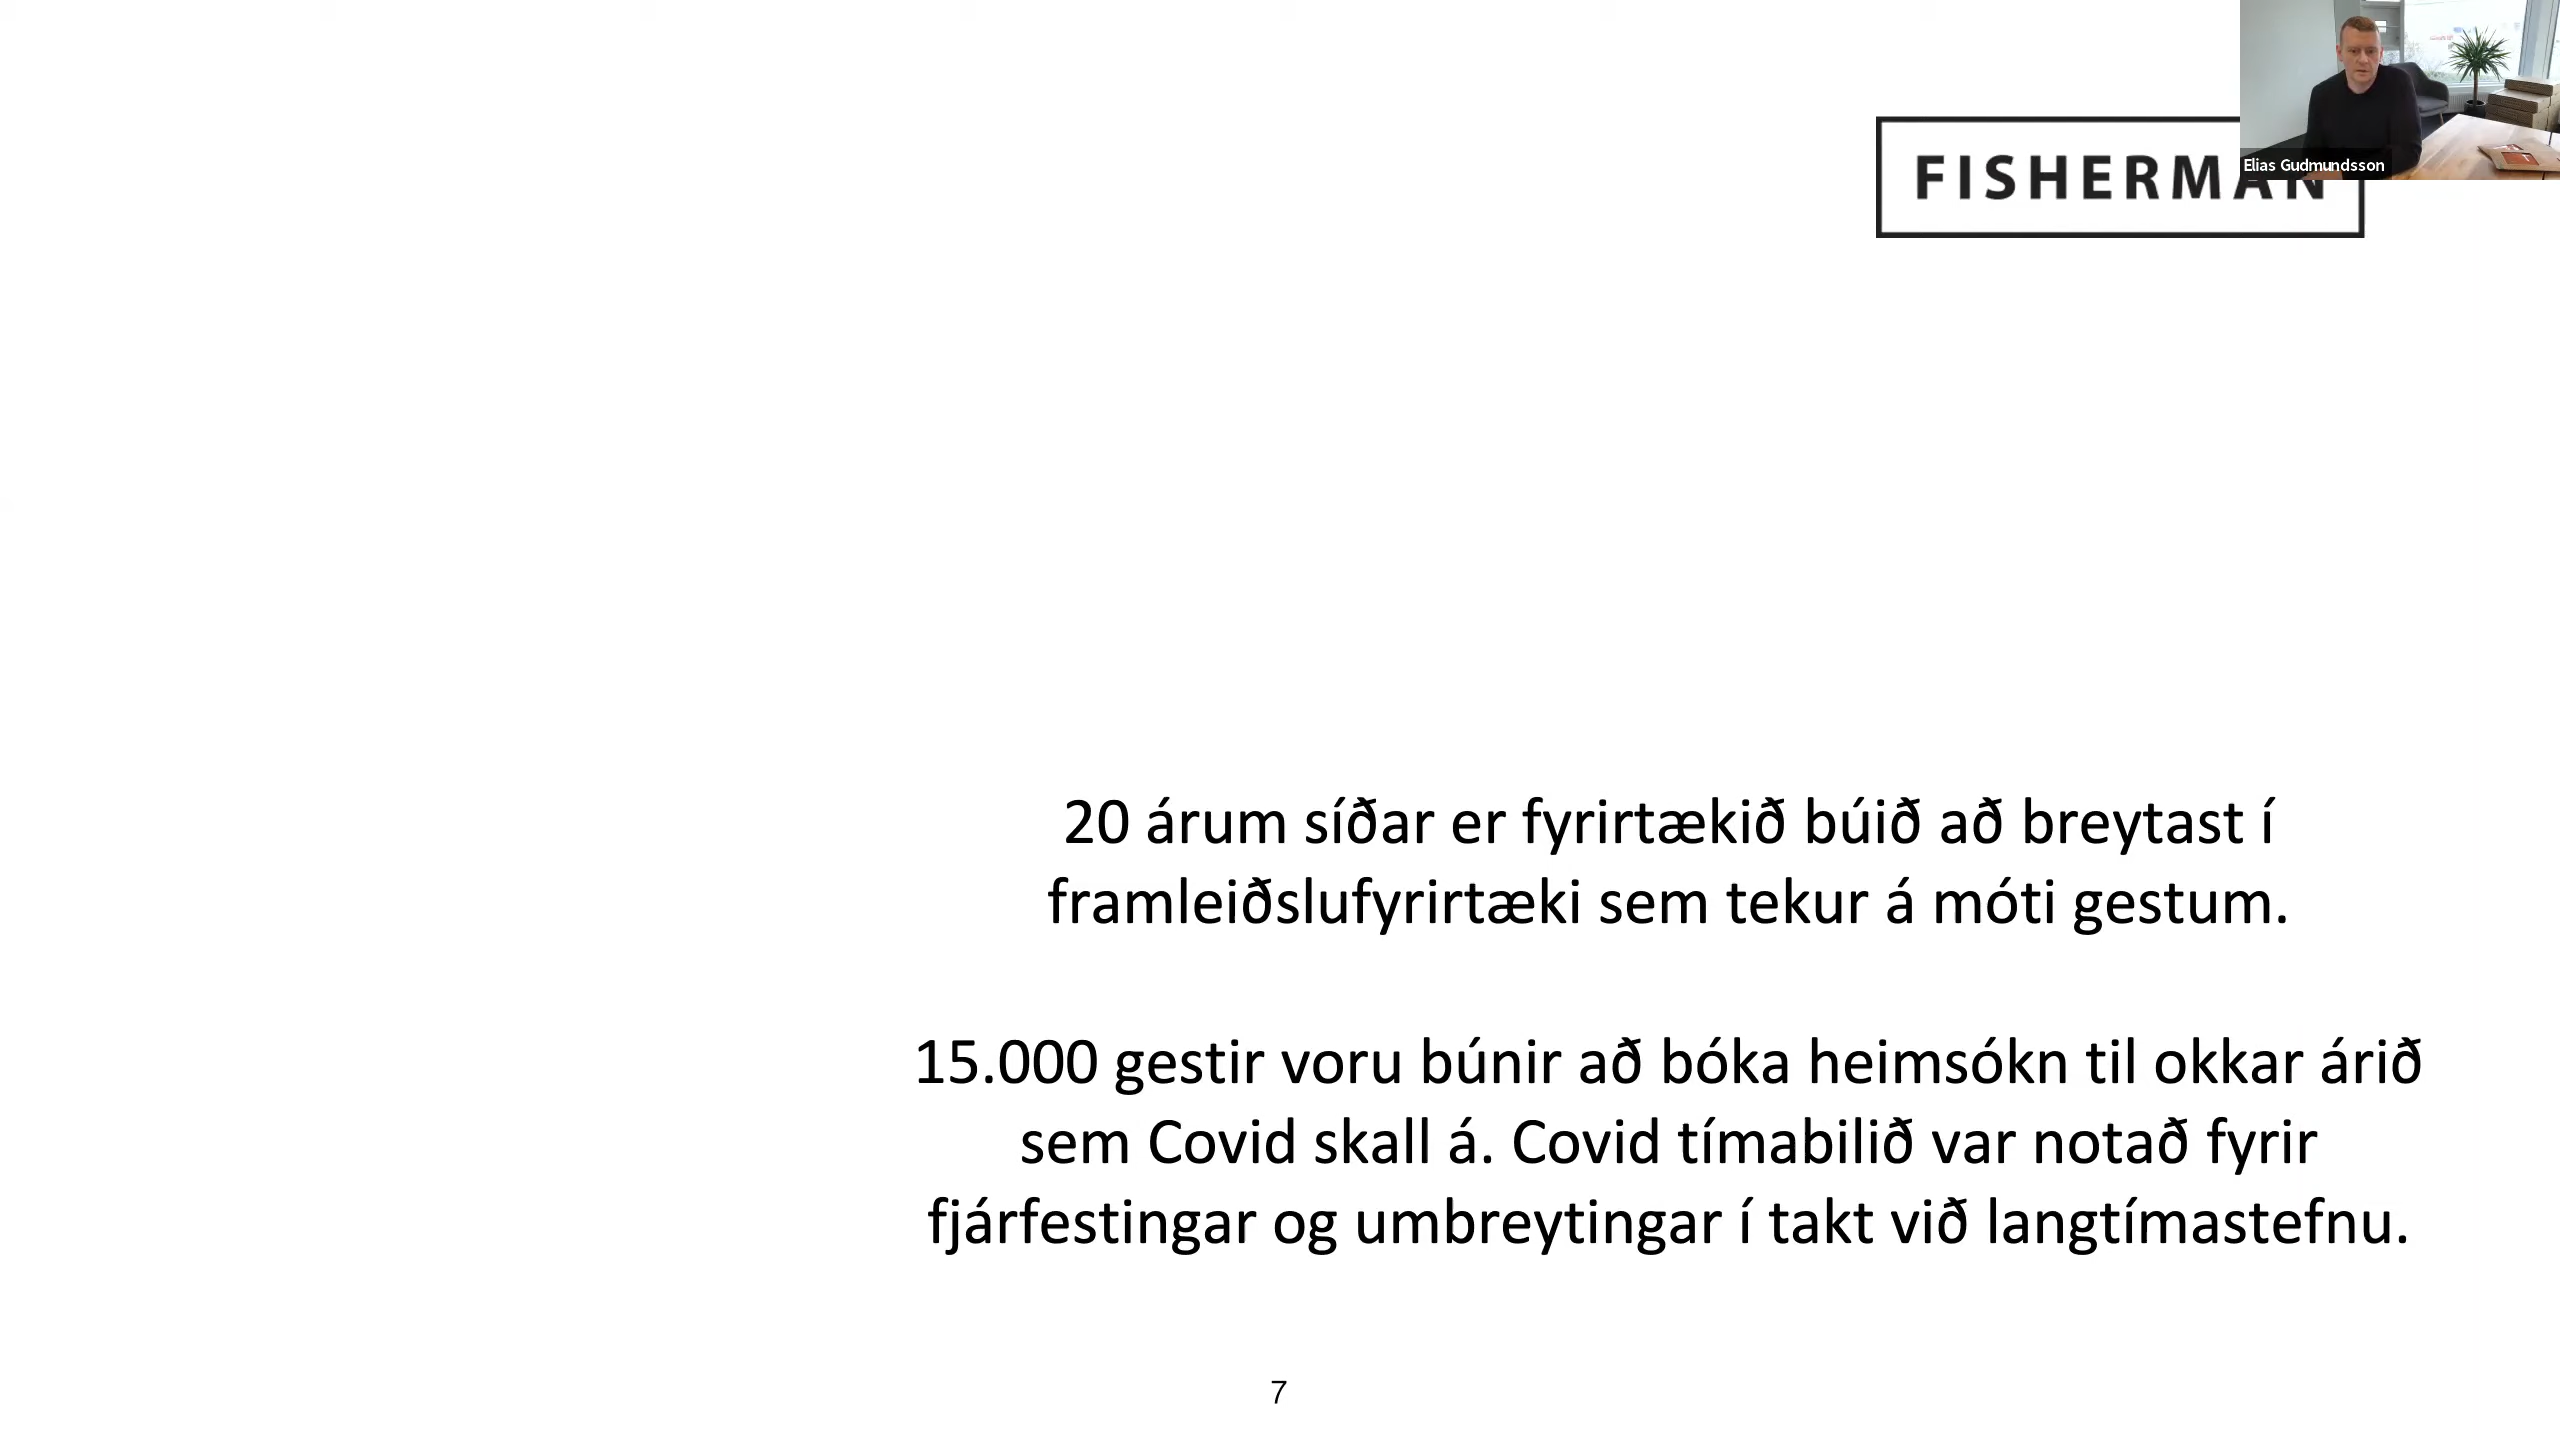 FISHERMAN
Elias Gudmundsson
20 árum síðar er fyrirtækið búið að breytast í
framleiðslufyrirtæki sem tekur á móti gestum.
15.000 gestir voru búnir að bóka heimsókn til okkar árið
sem Covid skall á. Covid tímabilið var notað fyrir
fjárfestingar og umbreytingar í takt við langtímastefnu.
7